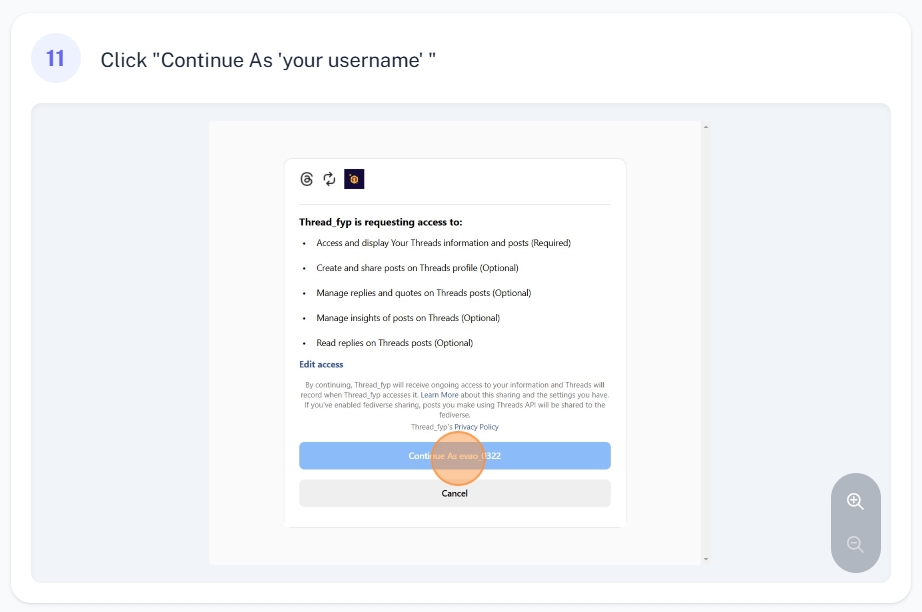 11
Click "Continue As 'your username' "
Thread_fyp is requesting access to:
• Access and display Your Threads information and posts (Required)
• Create and share posts on Threads profile (Optional)
• Manage replies and quotes on Threads posts (Optional)
• Manage insights of posts on Threads (Optional)
• Read replies on Threads posts (Optional)
Edit access
By continuing, Thread_fyp will receive ongoing access to your information and Threads will
record when Thread_fyp accesses it. Learn More about this sharing and the settings you have.
If you've enabled fediverse sharing, posts you make using Threads API will be shared to the
fediverse.
Thread_fyp's Privacy Policy
Continue As
Cancel